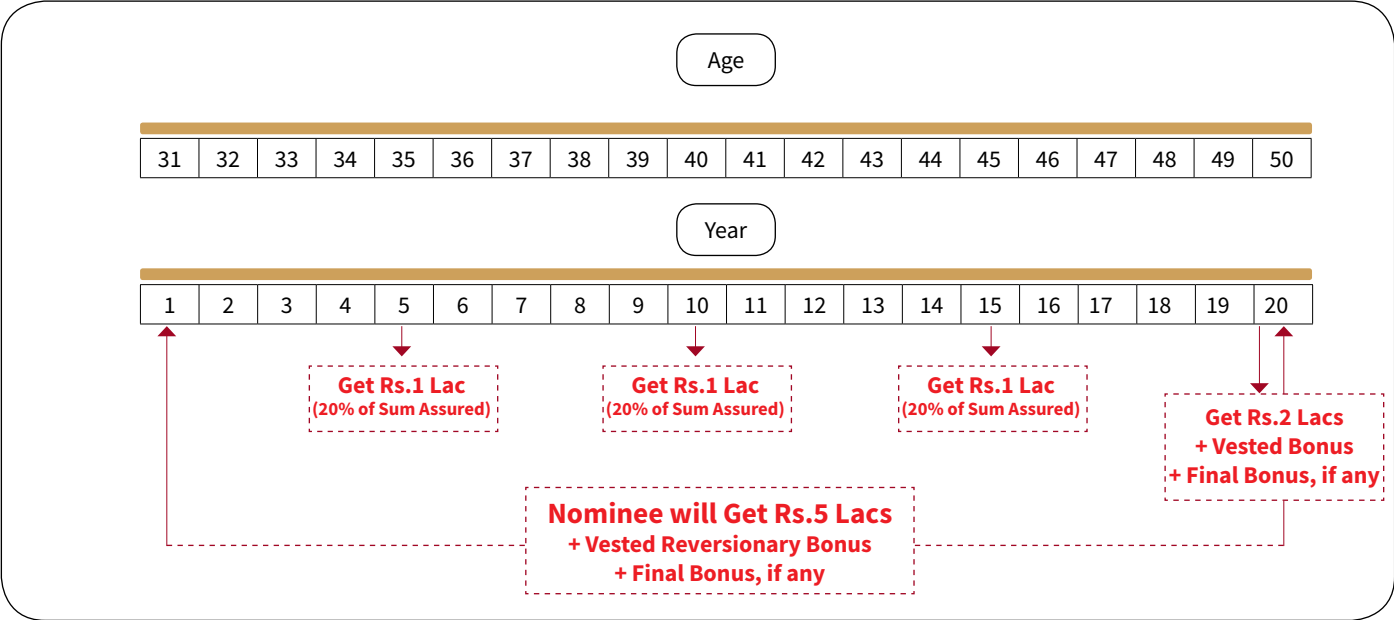 Age
31 32 33 34 35 36 37 38 39 40 41 42 43 44 45 46 47 48 49 50
Year
1 2 3 4 5 6 7 8 9 10 11 12 13 14 15 16 17 18 19 20
Get Rs.1 Lac
(20% of Sum Assured)
Get Rs.1 Lac
(20% of Sum Assured)
Get Rs.1 Lac
(20% of Sum Assured)
Get Rs.2 Lacs
+ Vested Bonus
+ Final Bonus, if any
Nominee will Get Rs.5 Lacs
+ Vested Reversionary Bonus
+ Final Bonus, if any